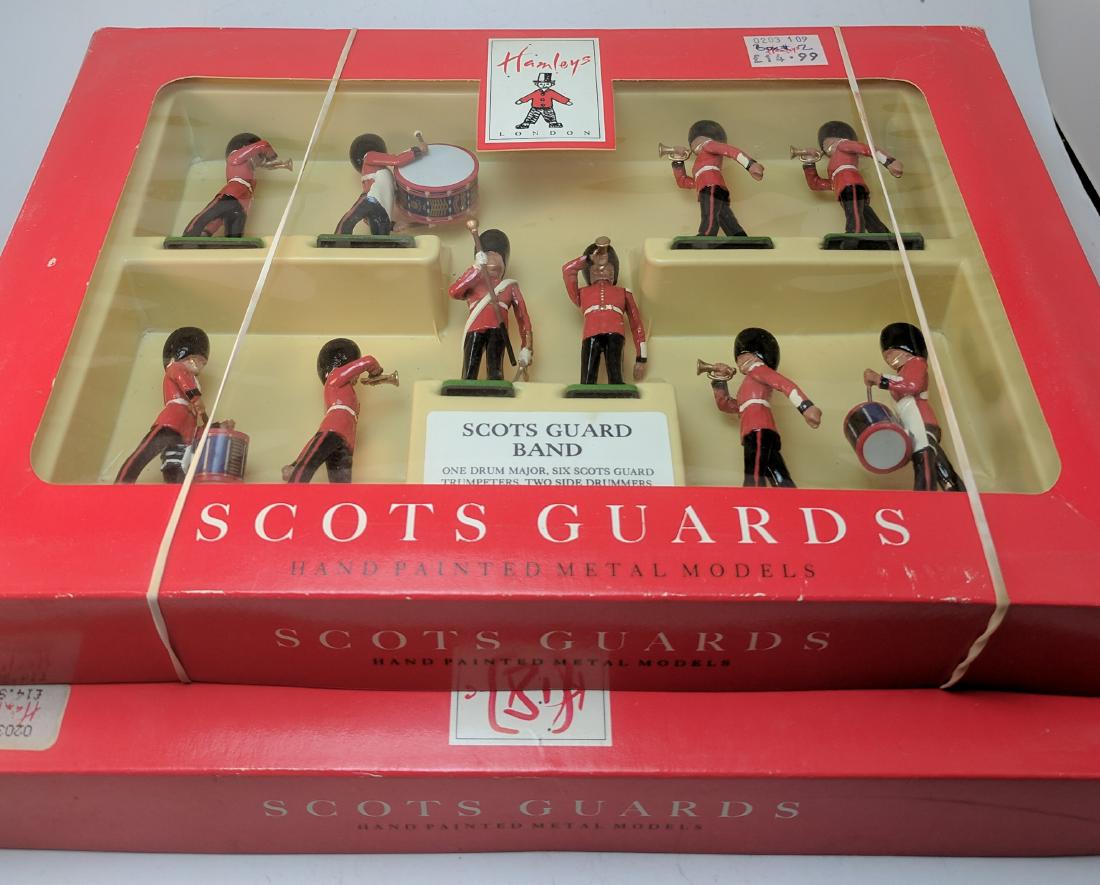 Hamleys
LONDON
0203 109
£14.99
SCOTS GUARD
BAND
ONE DRUM MAJOR, SIX SCOTS GUARD
TRUMPETERS, TWO SIDE DRUMMERS
SCOTS GUARDS
HAND PAINTED METAL MODELS
SCOTS GUARDS
HAND PAINTED METAL MODELS
0203
£14.9
SCOTS GUARDS
HAND PAINTED METAL MODELS